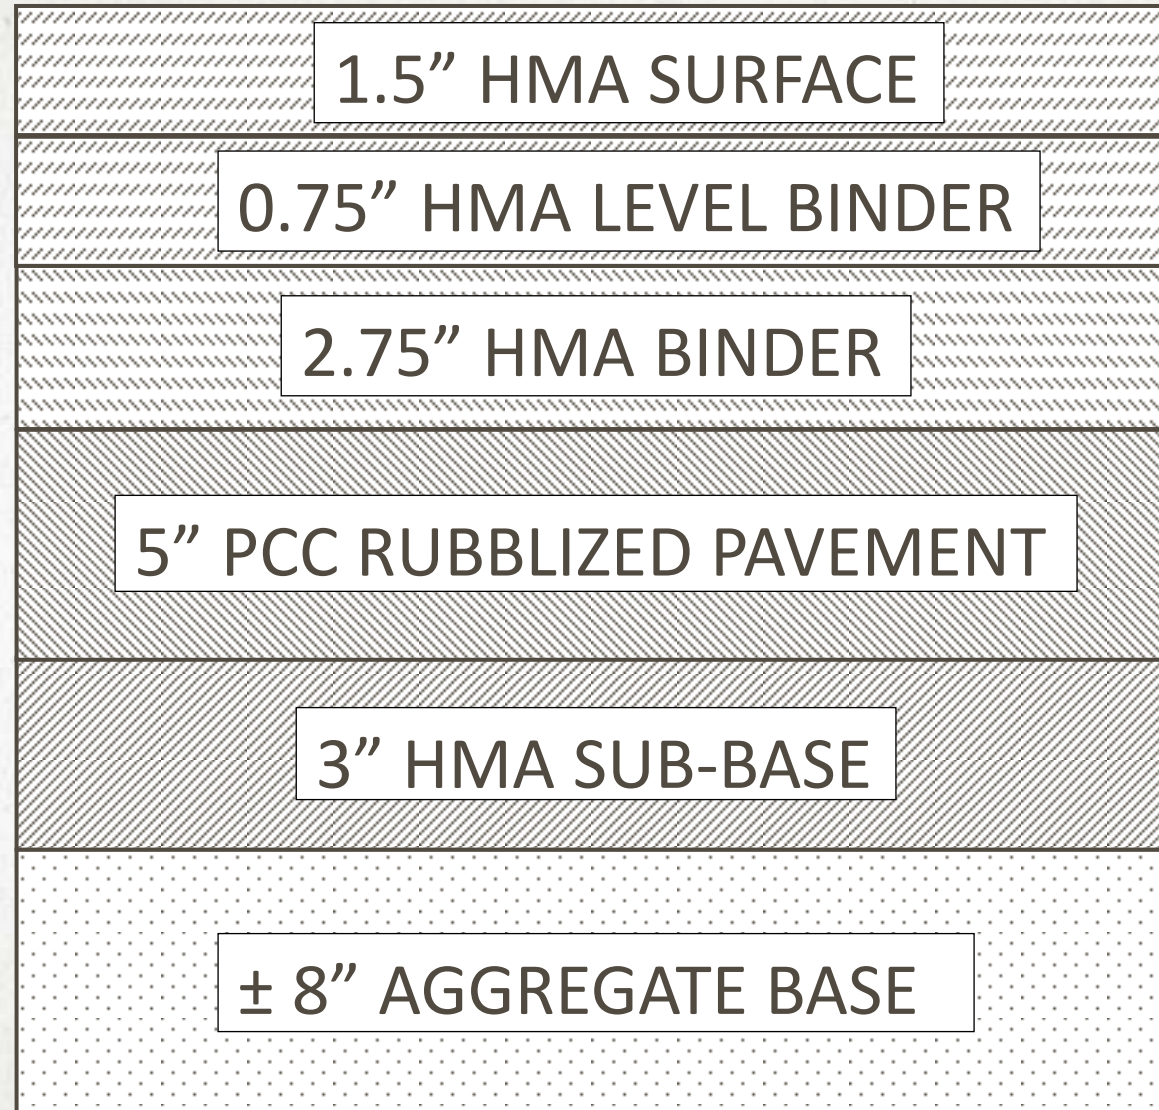 1.5” HMA SURFACE
0.75” HMA LEVEL BINDER
2.75” HMA BINDER
5” PCC RUBBLIZED PAVEMENT
3” HMA SUB-BASE
± 8” AGGREGATE BASE